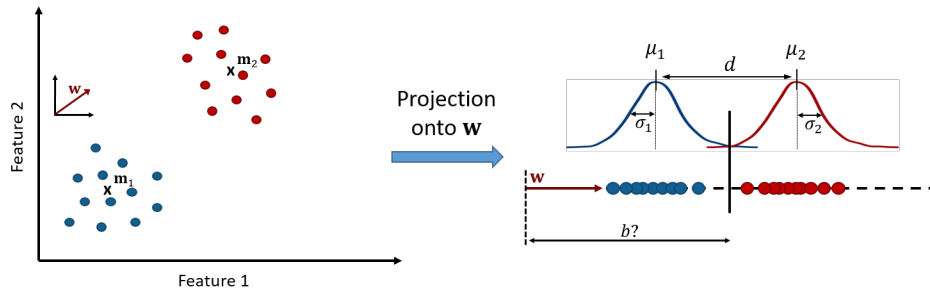 Feature 2
w
m₂
x
m₁
x
Feature 1
Projection
onto w
μ₁
μ₂
d
σ₁
σ₂
w
b?